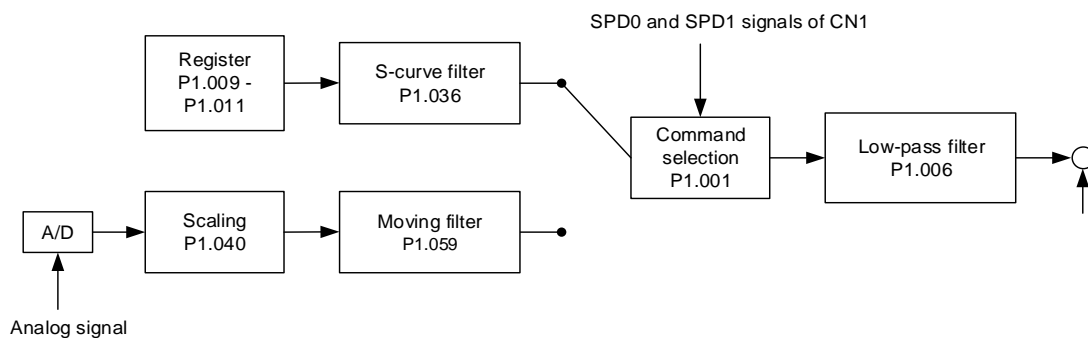 SPD0 and SPD1 signals of CN1
Register
P1.009 -
P1.011
S-curve filter
P1.036
Command
selection
P1.001
Low-pass filter
P1.006
A/D
Scaling
P1.040
Moving filter
P1.059
Analog signal